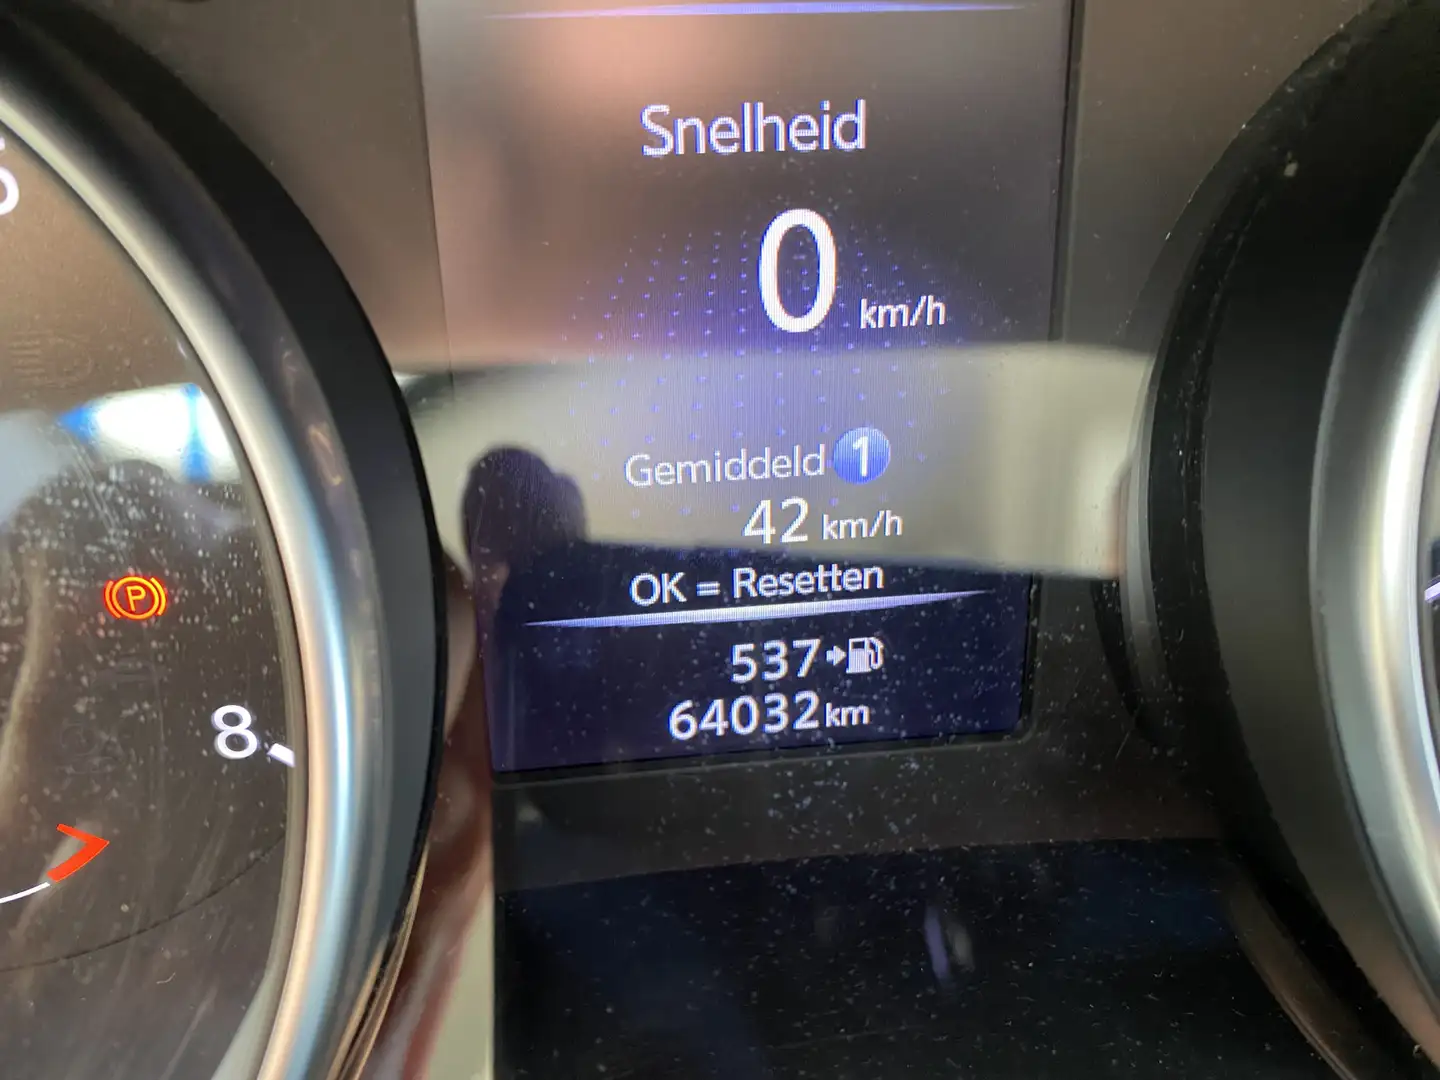 Snelheid
0 km/h
Gemiddeld 1
42 km/h
OK = Resetten
537
64032 km
P
8